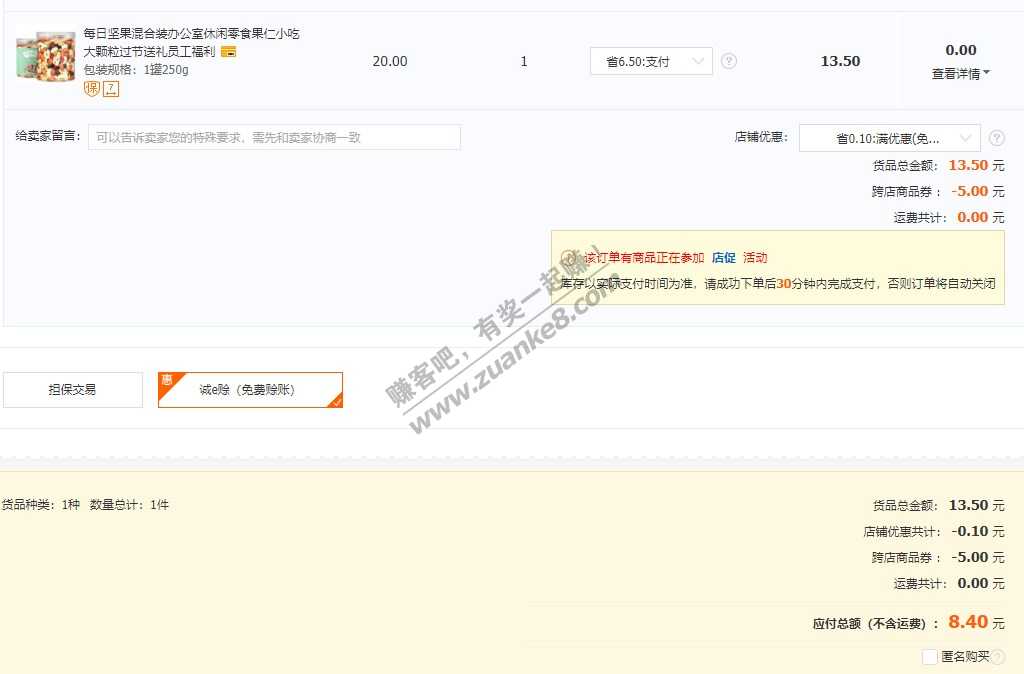 每日坚果混合装办公室休闲零食果仁小吃
大颗粒过节送礼员工福利
包装规格：1罐250g
保 7
20.00
1
省6.50:支付
?
13.50
0.00
查看详情
给卖家留言：
可以告诉卖家您的特殊要求，需先和卖家协商一致
店铺优惠：
省0.10:满优惠(免...
?
货品总金额： 13.50 元
跨店商品券 ： -5.00 元
运费共计： 0.00 元
该订单有商品正在参加 店促 活动
库存以实际支付时间为准，请成功下单后30分钟内完成支付，否则订单将自动关闭
赚客吧，有奖一起赚！
www.zuanke8.com
担保交易
惠
诚e赊（免费赊账）
货品种类：1种 数量总计：1件
货品总金额： 13.50 元
店铺优惠共计： -0.10 元
跨店商品券 ： -5.00 元
运费共计： 0.00 元
应付总额（不含运费）： 8.40 元
匿名购买 ?